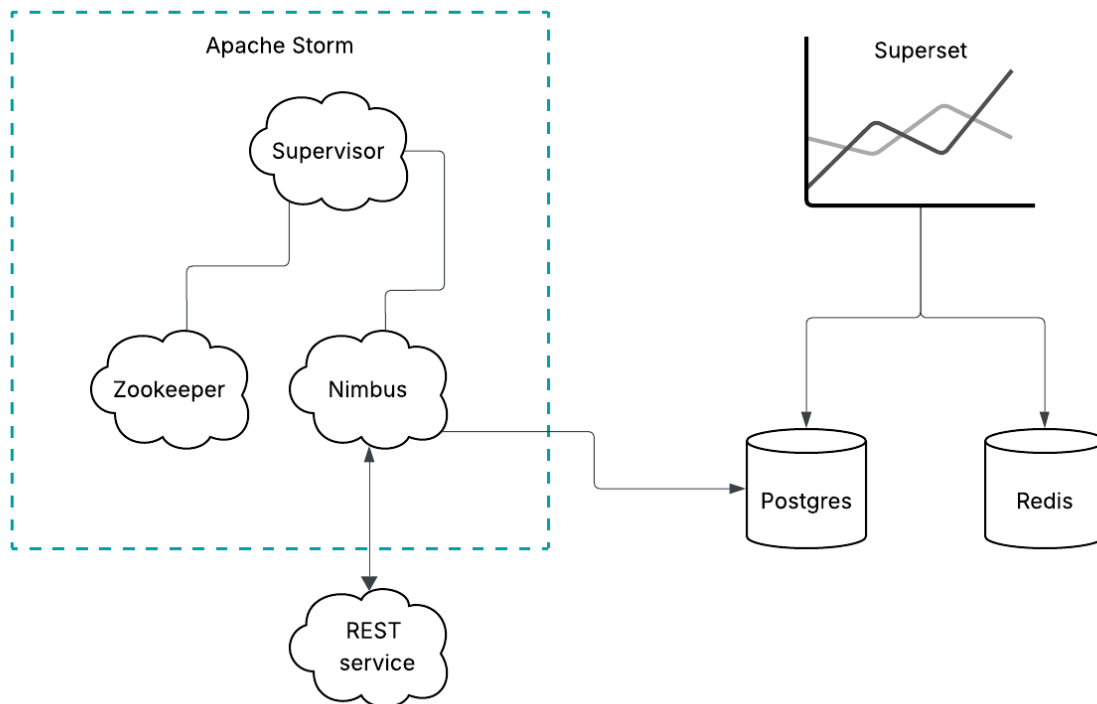 Apache Storm
Superset
Supervisor
Zookeeper
Nimbus
Postgres
Redis
REST
service